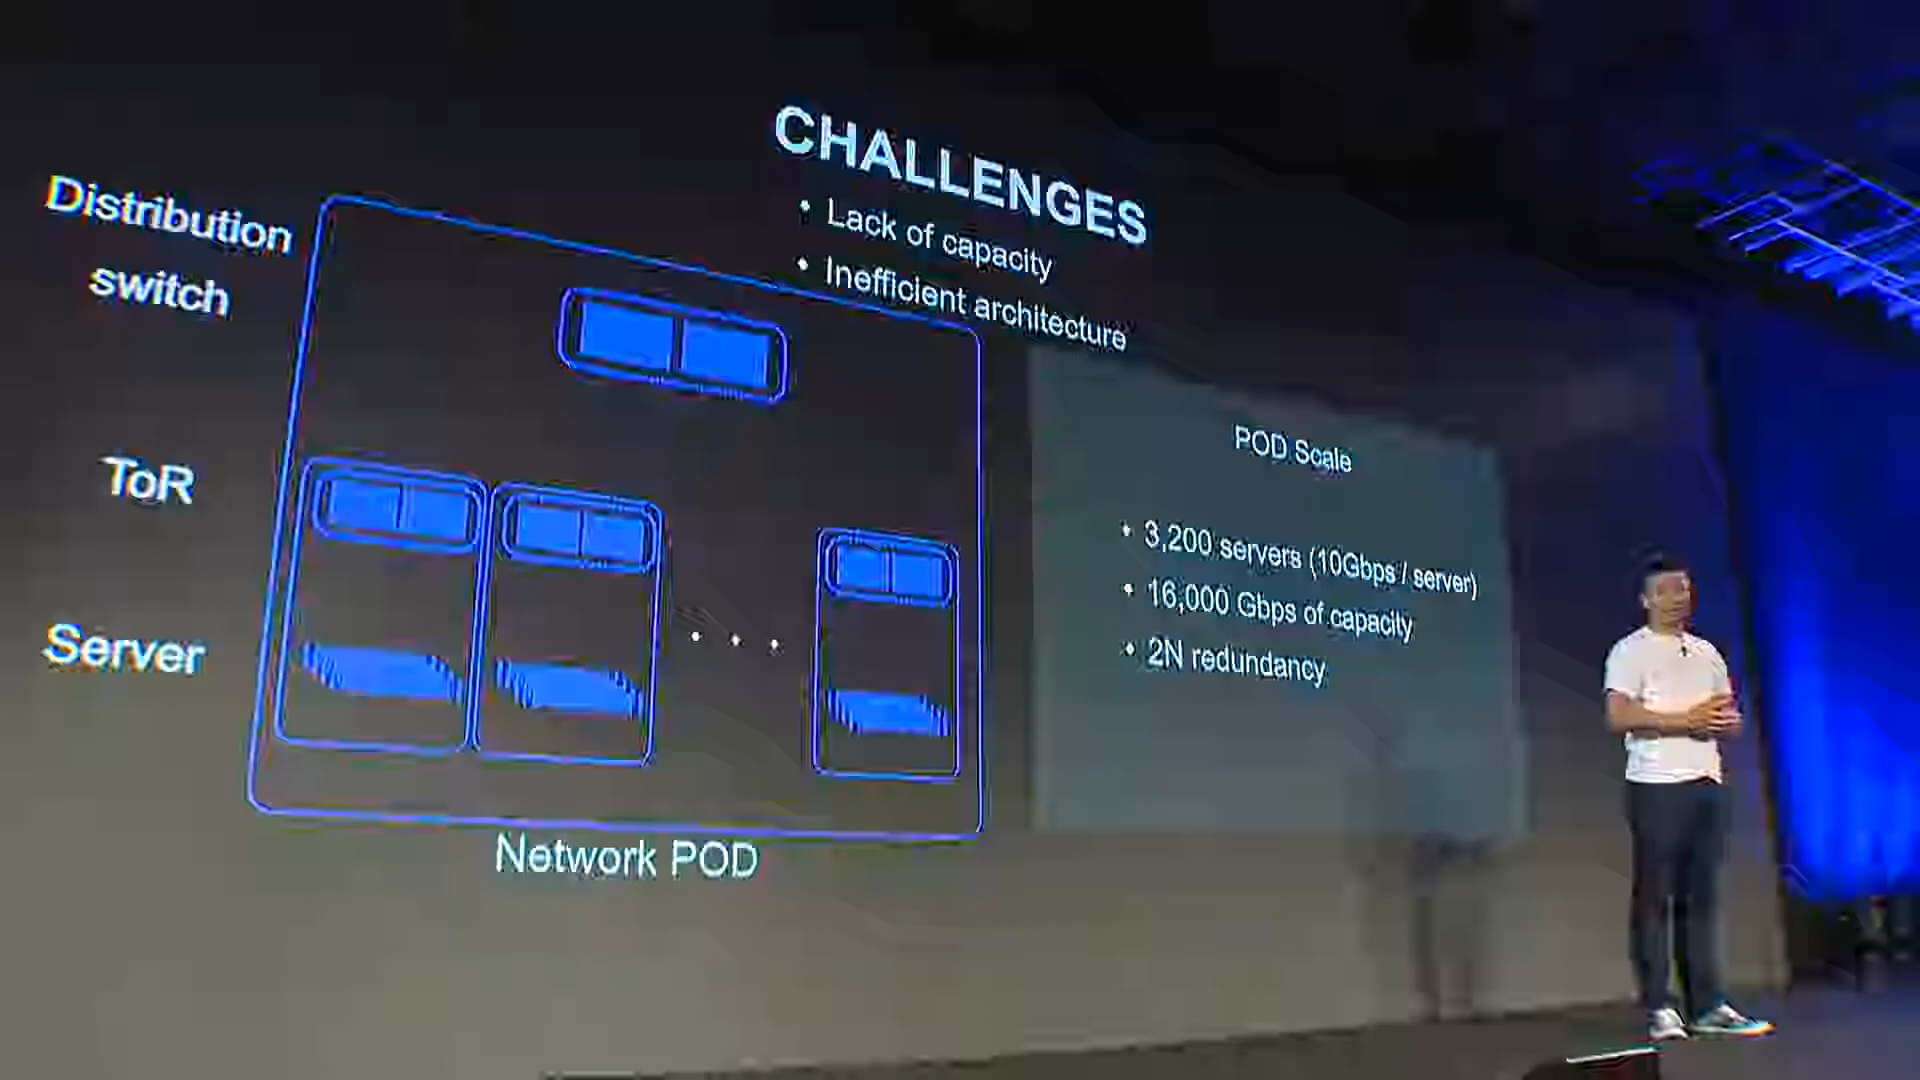 CHALLENGES
• Lack of capacity
• Inefficient architecture
Distribution
switch
ToR
Server
Network POD
POD Scale
• 3,200 servers (10Gbps / server)
• 16,000 Gbps of capacity
• 2N redundancy